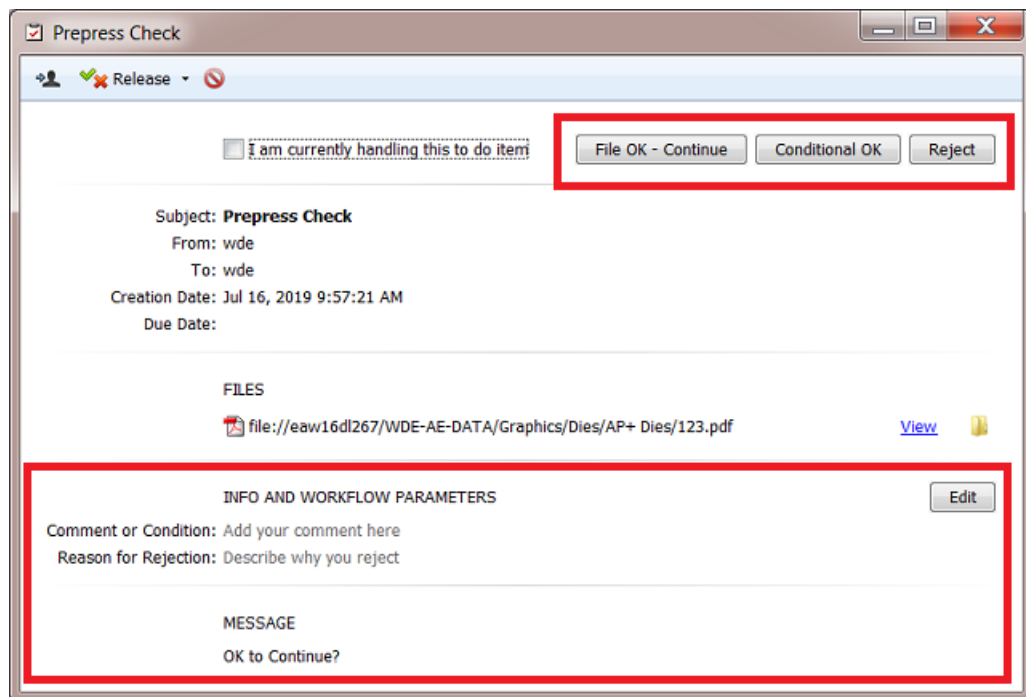 Prepress Check
Release
I am currently handling this to do item File OK - Continue Conditional OK Reject
Subject: Prepress Check
From: wde
To: wde
Creation Date: Jul 16, 2019 9:57:21 AM
Due Date:
FILES
file://eaw16dl267/WDE-AE-DATA/Graphics/Dies/AP+ Dies/123.pdf View
INFO AND WORKFLOW PARAMETERS Edit
Comment or Condition: Add your comment here
Reason for Rejection: Describe why you reject
MESSAGE
OK to Continue?